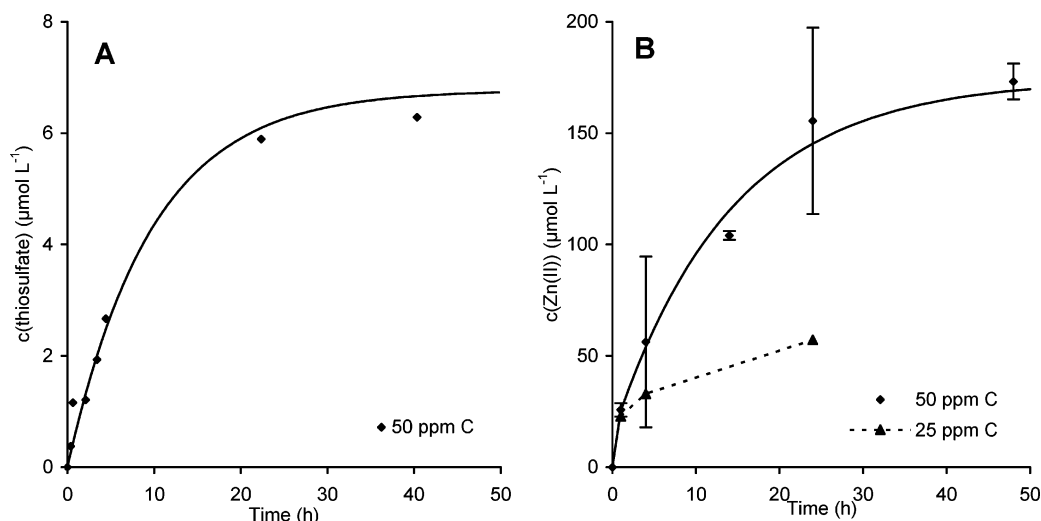 A
c(thiosulfate) (µmol L⁻¹)
8
6
4
2
0
0 10 20 30 40 50
Time (h)
50 ppm C
B
c(Zn(II)) (µmol L⁻¹)
200
150
100
50
0
50 ppm C
25 ppm C
0 10 20 30 40 50
Time (h)